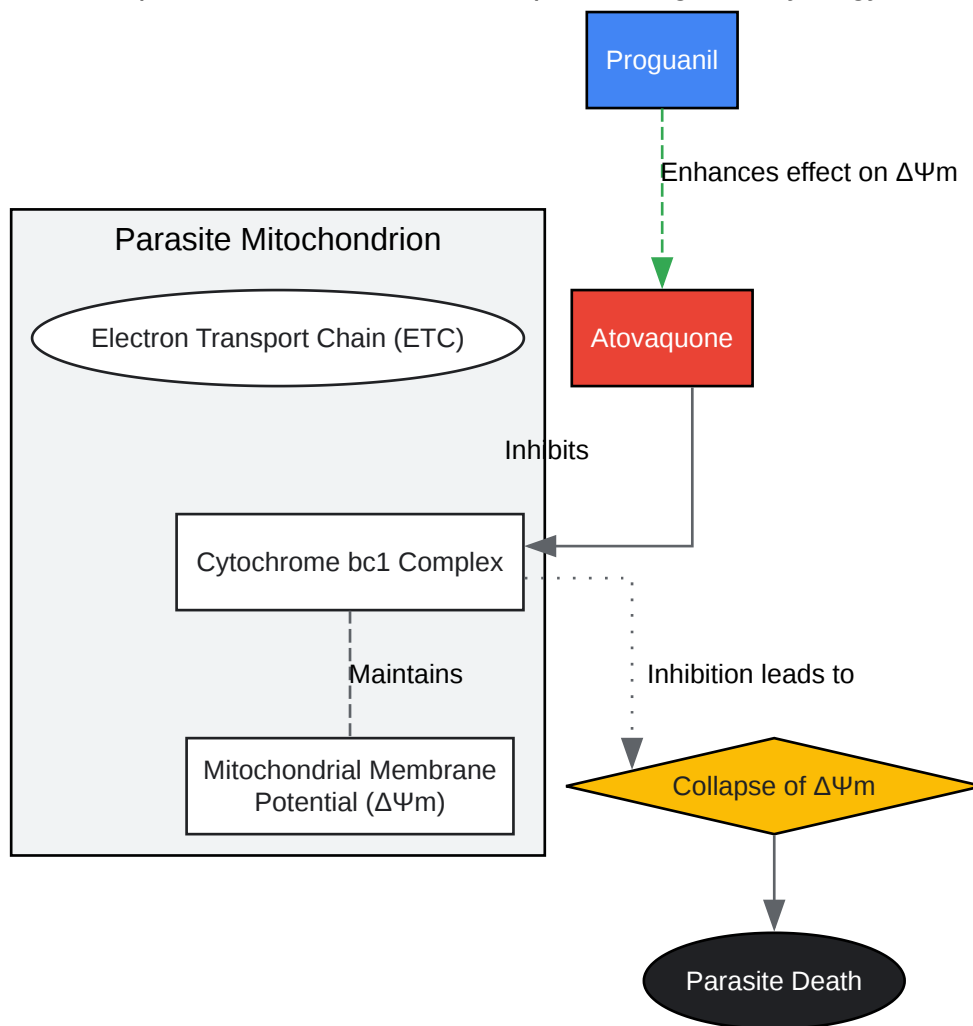 Proguanil
Enhances effect on ΔΨm
Parasite Mitochondrion
Electron Transport Chain (ETC)
Atovaquone
Inhibits
Cytochrome bc1 Complex
Maintains
Inhibition leads to
Mitochondrial Membrane
Potential (ΔΨm)
Collapse of ΔΨm
Parasite Death